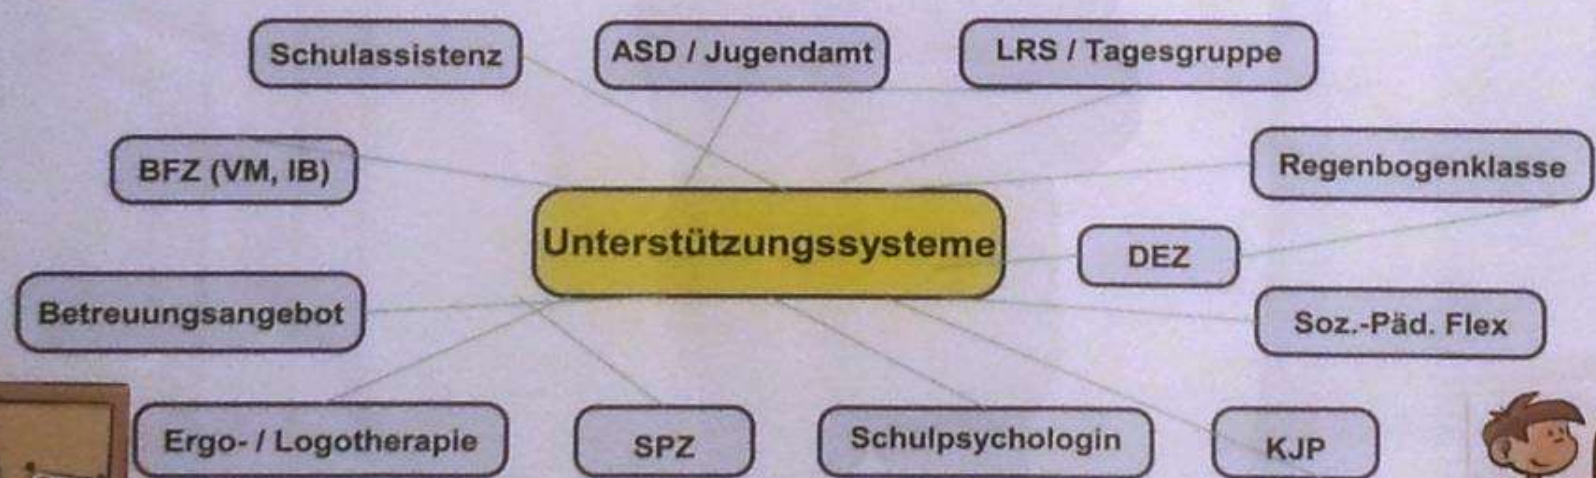 Schulassistenz
ASD / Jugendamt
LRS / Tagesgruppe
BFZ (VM, IB)
Regenbogenklasse
Unterstützungssysteme
DEZ
Betreuungsangebot
Soz.-Päd. Flex
Ergo- / Logotherapie
SPZ
Schulpsychologin
KJP